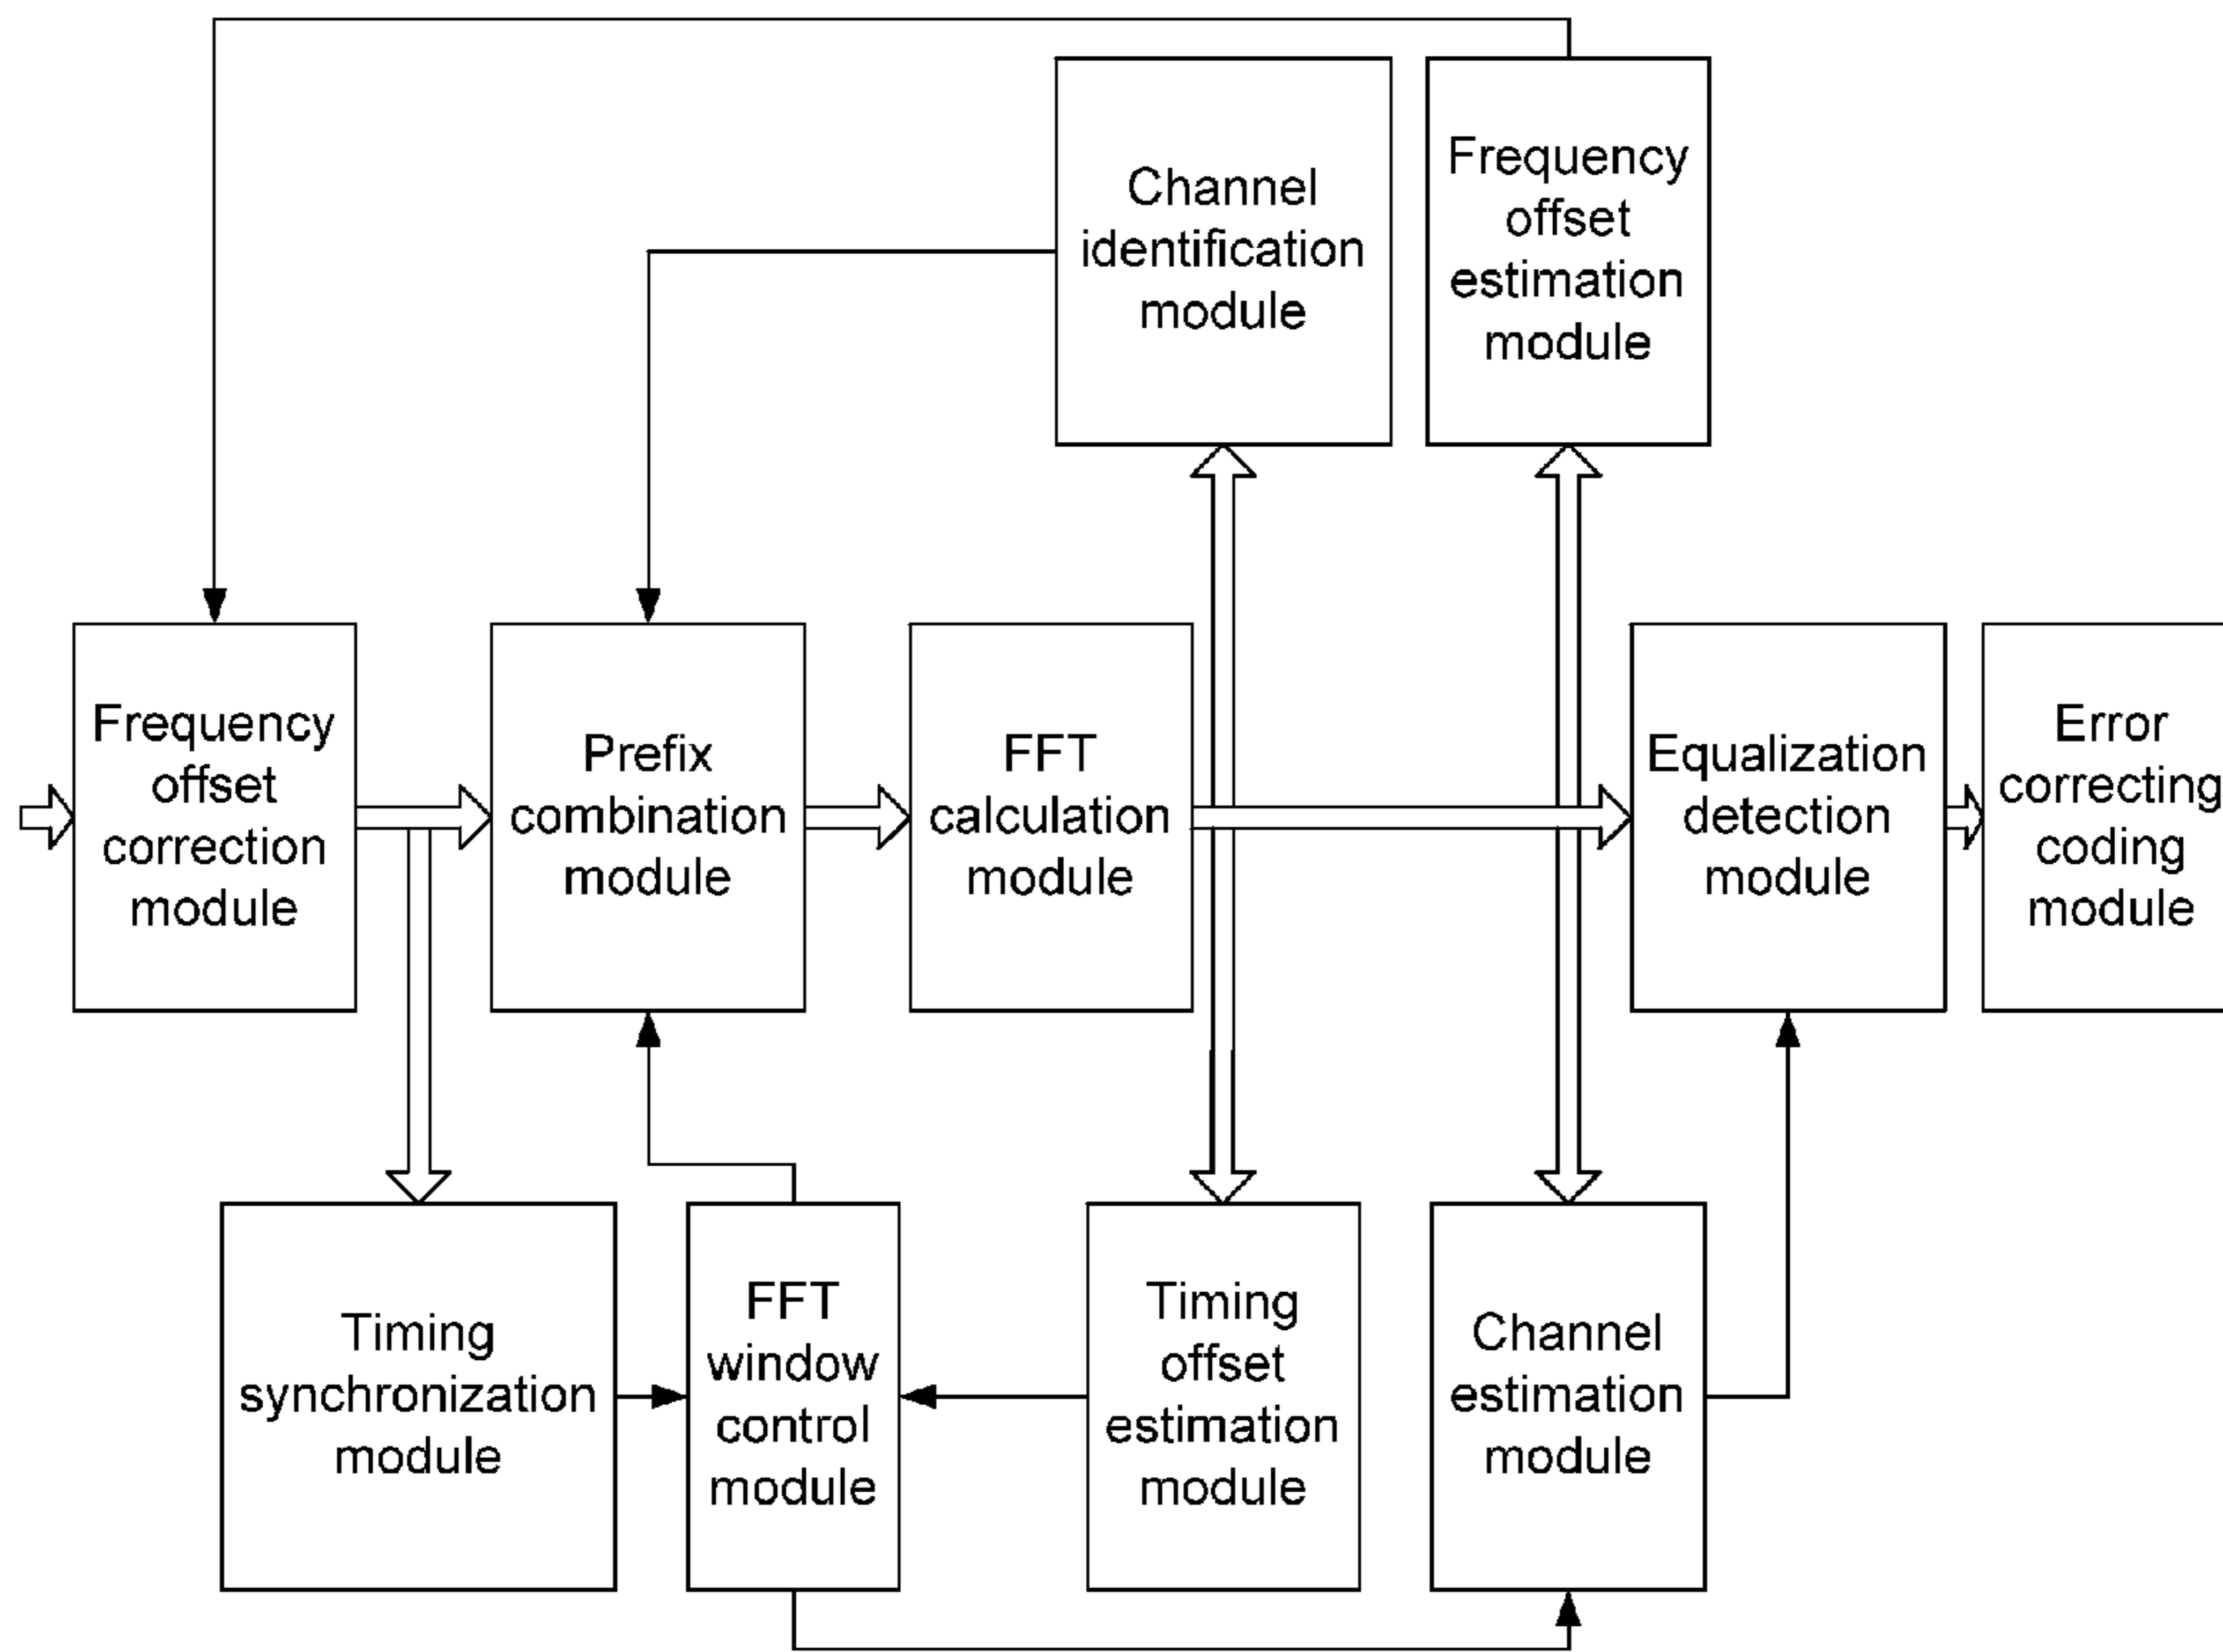 Channel
identification
module
Frequency
offset
estimation
module
Frequency
offset
correction
module
Prefix
combination
module
FFT
calculation
module
Equalization
detection
module
Error
correcting
coding
module
Timing
synchronization
module
FFT
window
control
module
Timing
offset
estimation
module
Channel
estimation
module